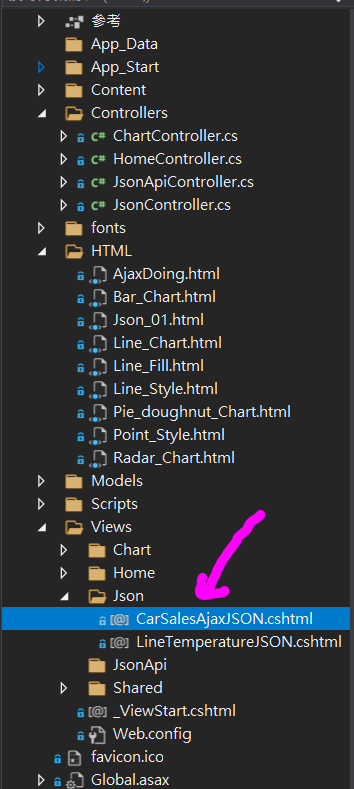 參考
App_Data
App_Start
Content
Controllers
C# ChartController.cs
C# HomeController.cs
C# JsonApiController.cs
C# JsonController.cs
fonts
HTML
AjaxDoing.html
Bar_Chart.html
Json_01.html
Line_Chart.html
Line_Fill.html
Line_Style.html
Pie_doughnut_Chart.html
Point_Style.html
Radar_Chart.html
Models
Scripts
Views
Chart
Home
Json
[@] CarSalesAjaxJSON.cshtml
[@] LineTemperatureJSON.cshtml
JsonApi
Shared
[@] _ViewStart.cshtml
Web.config
favicon.ico
Global.asax